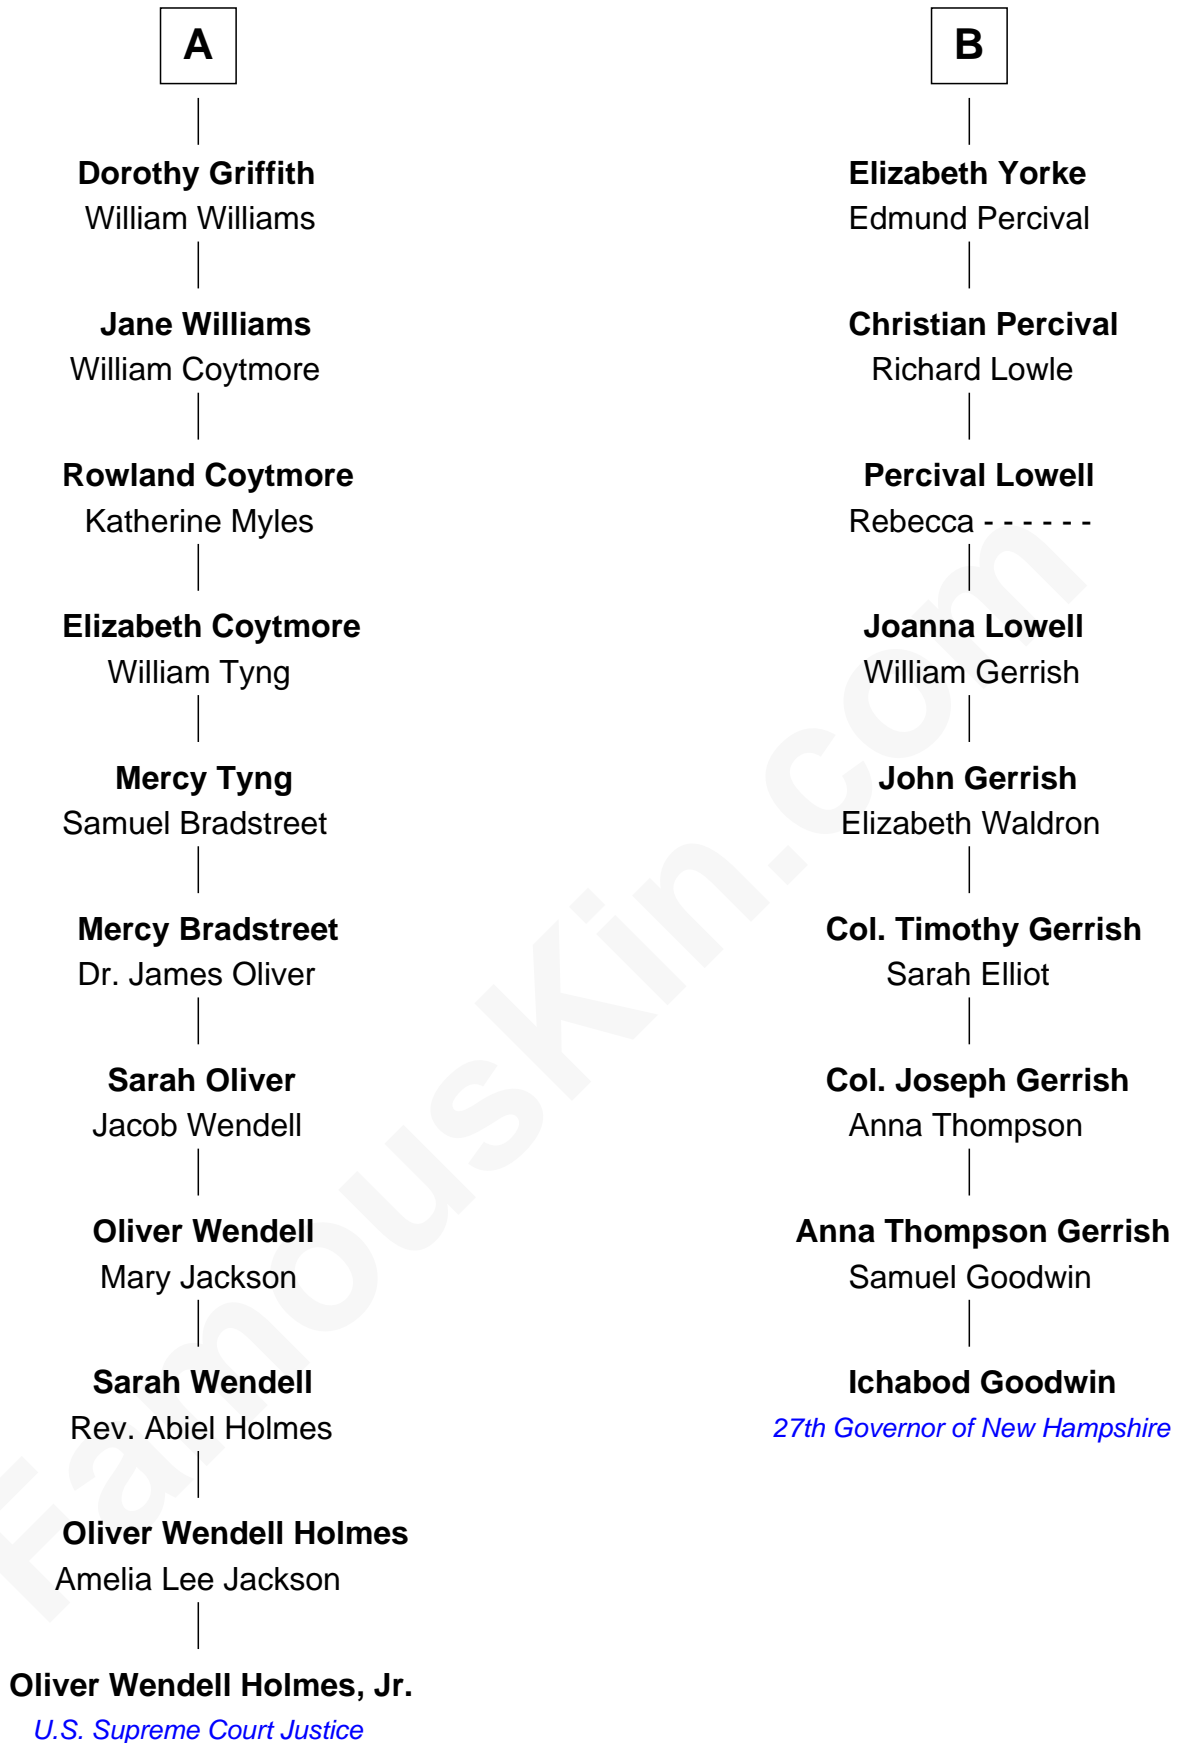 A
Dorothy Griffith
William Williams
Jane Williams
William Coytmore
Rowland Coytmore
Katherine Myles
Elizabeth Coytmore
William Tyng
Mercy Tyng
Samuel Bradstreet
Mercy Bradstreet
Dr. James Oliver
Sarah Oliver
Jacob Wendell
Oliver Wendell
Mary Jackson
Sarah Wendell
Rev. Abiel Holmes
Oliver Wendell Holmes
Amelia Lee Jackson
Oliver Wendell Holmes, Jr.
U.S. Supreme Court Justice
B
Elizabeth Yorke
Edmund Percival
Christian Percival
Richard Lowle
Percival Lowell
Rebecca - - - - - -
Joanna Lowell
William Gerrish
John Gerrish
Elizabeth Waldron
Col. Timothy Gerrish
Sarah Elliot
Col. Joseph Gerrish
Anna Thompson
Anna Thompson Gerrish
Samuel Goodwin
Ichabod Goodwin
27th Governor of New Hampshire
FamousKin.com